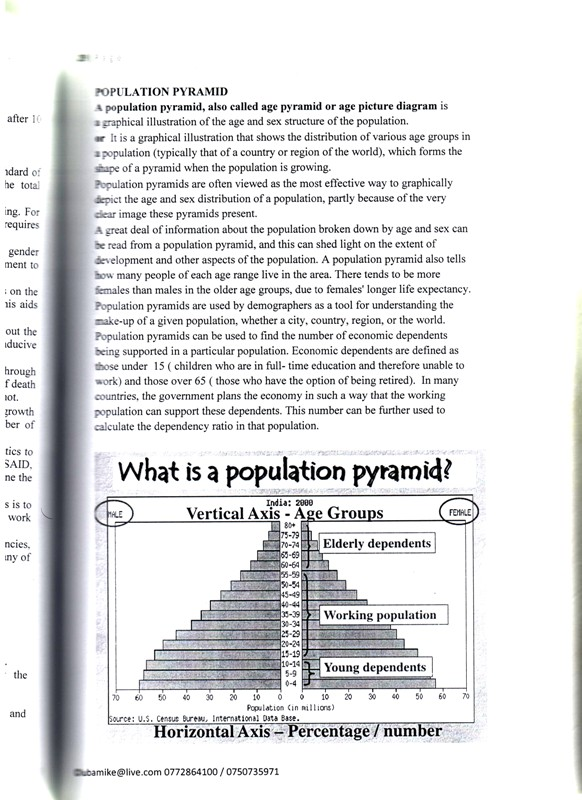 after 10
ndard of
he total
ing. For
requires
gender
ment to
on the
his aids
out the
nducive
hrough
f death
not.
growth
ber of
tics to
SAID,
ne the
s is to
work
ncies,
any of
the
and
POPULATION PYRAMID
A population pyramid, also called age pyramid or age picture diagram is
a graphical illustration of the age and sex structure of the population.
or It is a graphical illustration that shows the distribution of various age groups in
a population (typically that of a country or region of the world), which forms the
shape of a pyramid when the population is growing.
Population pyramids are often viewed as the most effective way to graphically
depict the age and sex distribution of a population, partly because of the very
clear image these pyramids present.
A great deal of information about the population broken down by age and sex can
be read from a population pyramid, and this can shed light on the extent of
development and other aspects of the population. A population pyramid also tells
how many people of each age range live in the area. There tends to be more
females than males in the older age groups, due to females' longer life expectancy.
Population pyramids are used by demographers as a tool for understanding the
make-up of a given population, whether a city, country, region, or the world.
Population pyramids can be used to find the number of economic dependents
being supported in a particular population. Economic dependents are defined as
those under 15 ( children who are in full- time education and therefore unable to
work) and those over 65 ( those who have the option of being retired). In many
countries, the government plans the economy in such a way that the working
population can support these dependents. This number can be further used to
calculate the dependency ratio in that population.
What is a population pyramid?
India: 2000
MALE
Vertical Axis - Age Groups
FEMALE
80+
75-79
70-74
Elderly dependents
65-69
60-64
55-59
50-54
45-49
40-44
35-39
Working population
30-34
25-29
20-24
15-19
10-14
Young dependents
5-9
0-4
70 60 50 40 30 20 10 0 0 10 20 30 40 50 60 70
Population (in millions)
Source: U.S. Census Bureau, International Data Base.
Horizontal Axis – Percentage / number
ubamike@live.com 0772864100 / 0750735971